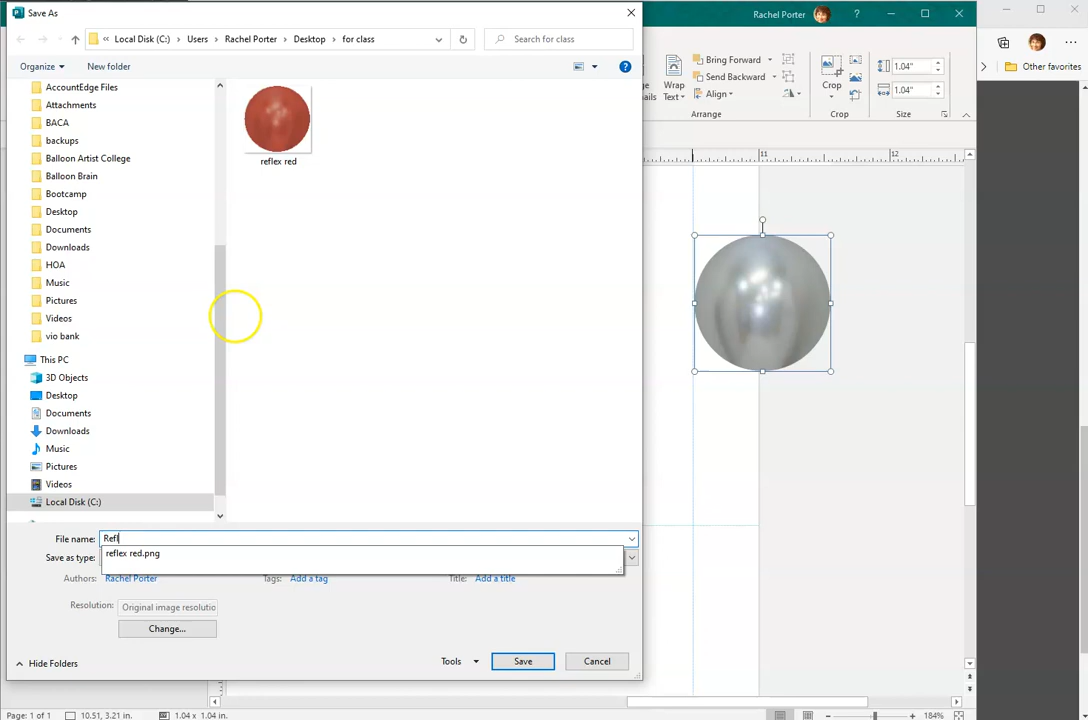 Save As
Rachel Porter
?
« Local Disk (C:) > Users > Rachel Porter > Desktop > for class
Search for class
Organize
New folder
?
Other favorites
Bring Forward
Send Backward
Align
Wrap
Text
Crop
1.04"
1.04"
Arrange
Crop
Size
11
12
AccountEdge Files
Attachments
BACA
backups
Balloon Artist College
Balloon Brain
Bootcamp
Desktop
Documents
Downloads
HOA
Music
Pictures
Videos
vio bank
This PC
3D Objects
Desktop
Documents
Downloads
Music
Pictures
Videos
Local Disk (C:)
reflex red
File name: Refl
reflex red.png
Save as type:
Authors: Rachel Porter
Tags: Add a tag
Title: Add a title
Resolution: Original image resolutio
Change...
Hide Folders
Tools
Save
Cancel
Page: 1 of 1
10.51, 3.21 in.
1.04 x 1.04 in.
184%